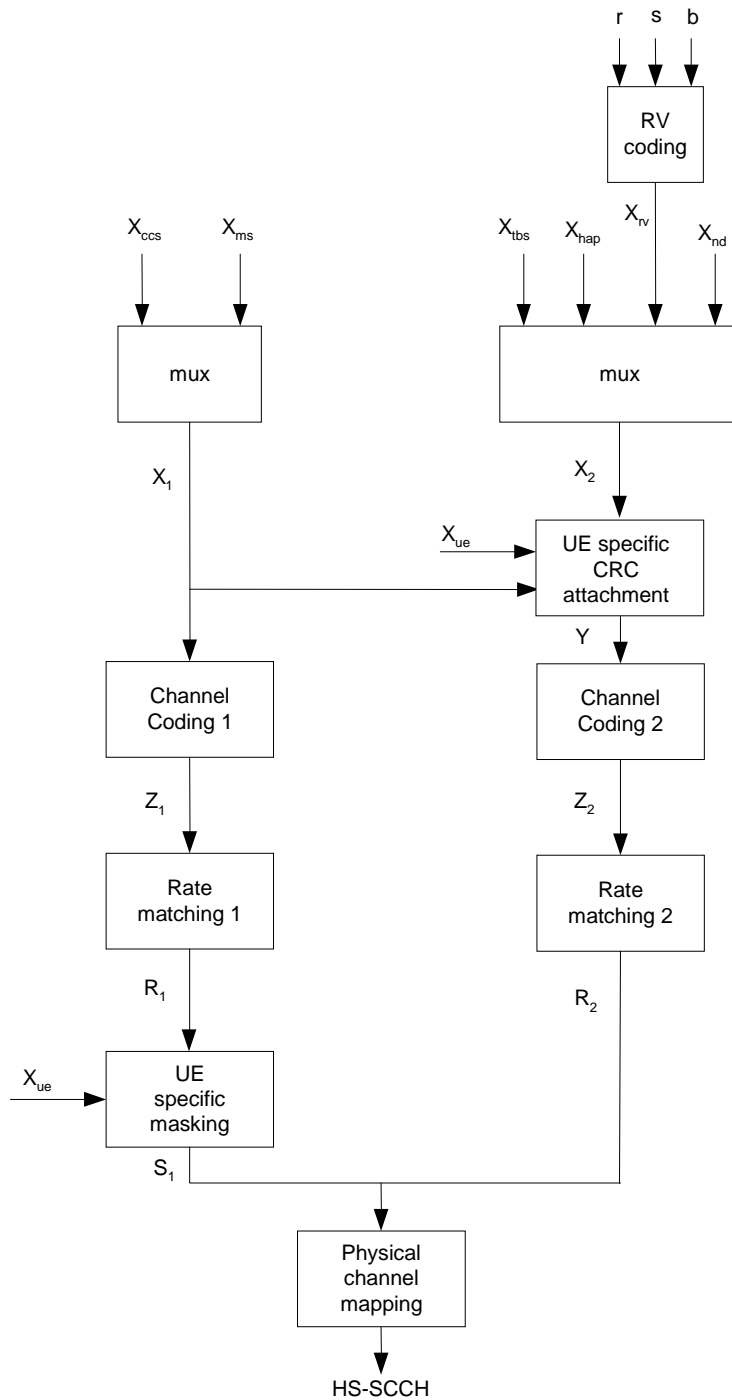 r s b
RV
coding
X_ccs X_ms X_tbs X_hap X_rv X_nd
mux mux
X_1 X_2
X_ue UE specific
CRC
attachment
Y
Channel
Coding 1
Channel
Coding 2
Z_1 Z_2
Rate
matching 1
Rate
matching 2
R_1 R_2
X_ue UE
specific
masking
S_1
Physical
channel
mapping
HS-SCCH